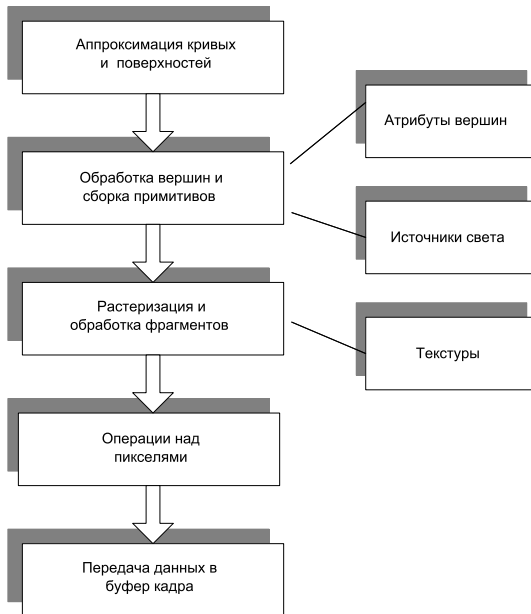 Аппроксимация кривых
и поверхностей
Атрибуты вершин
Обработка вершин и
сборка примитивов
Источники света
Растеризация и
обработка фрагментов
Текстуры
Операции над
пикселями
Передача данных в
буфер кадра